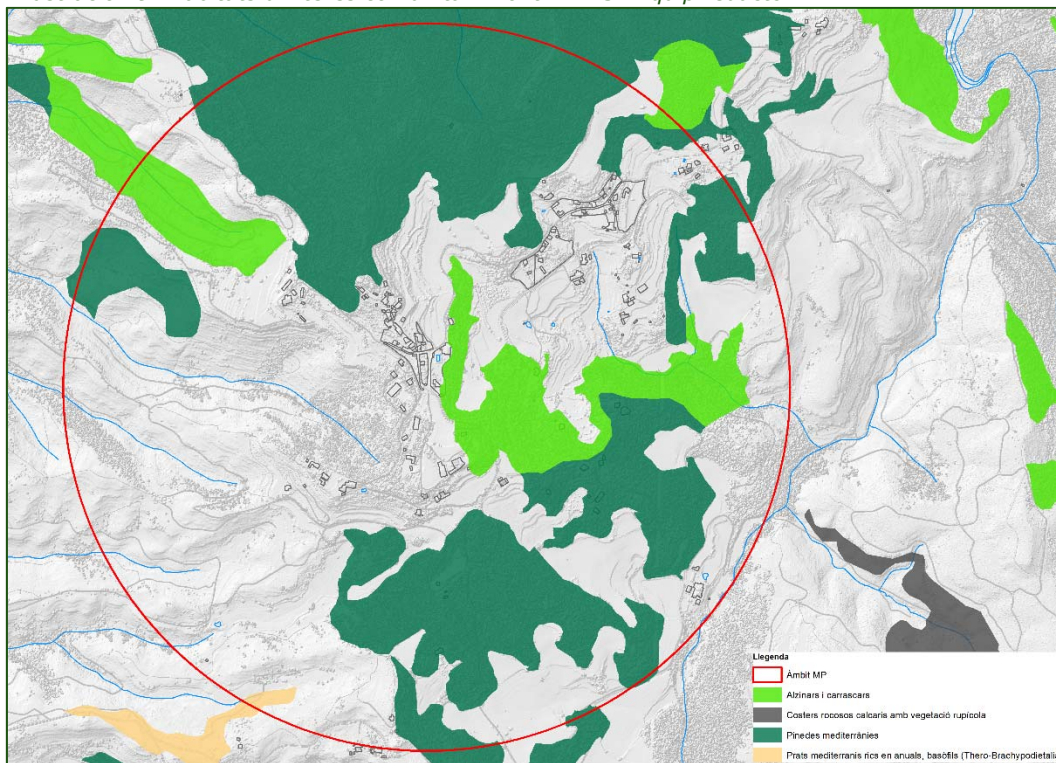 Llegenda
Àmbit MP
Alzinars i carrascars
Costers rocosos calcaris amb vegetació rupícola
Pinedes mediterrànies
Prats mediterranis rics en anuals, basòfils (Thero-Brachypodietalia